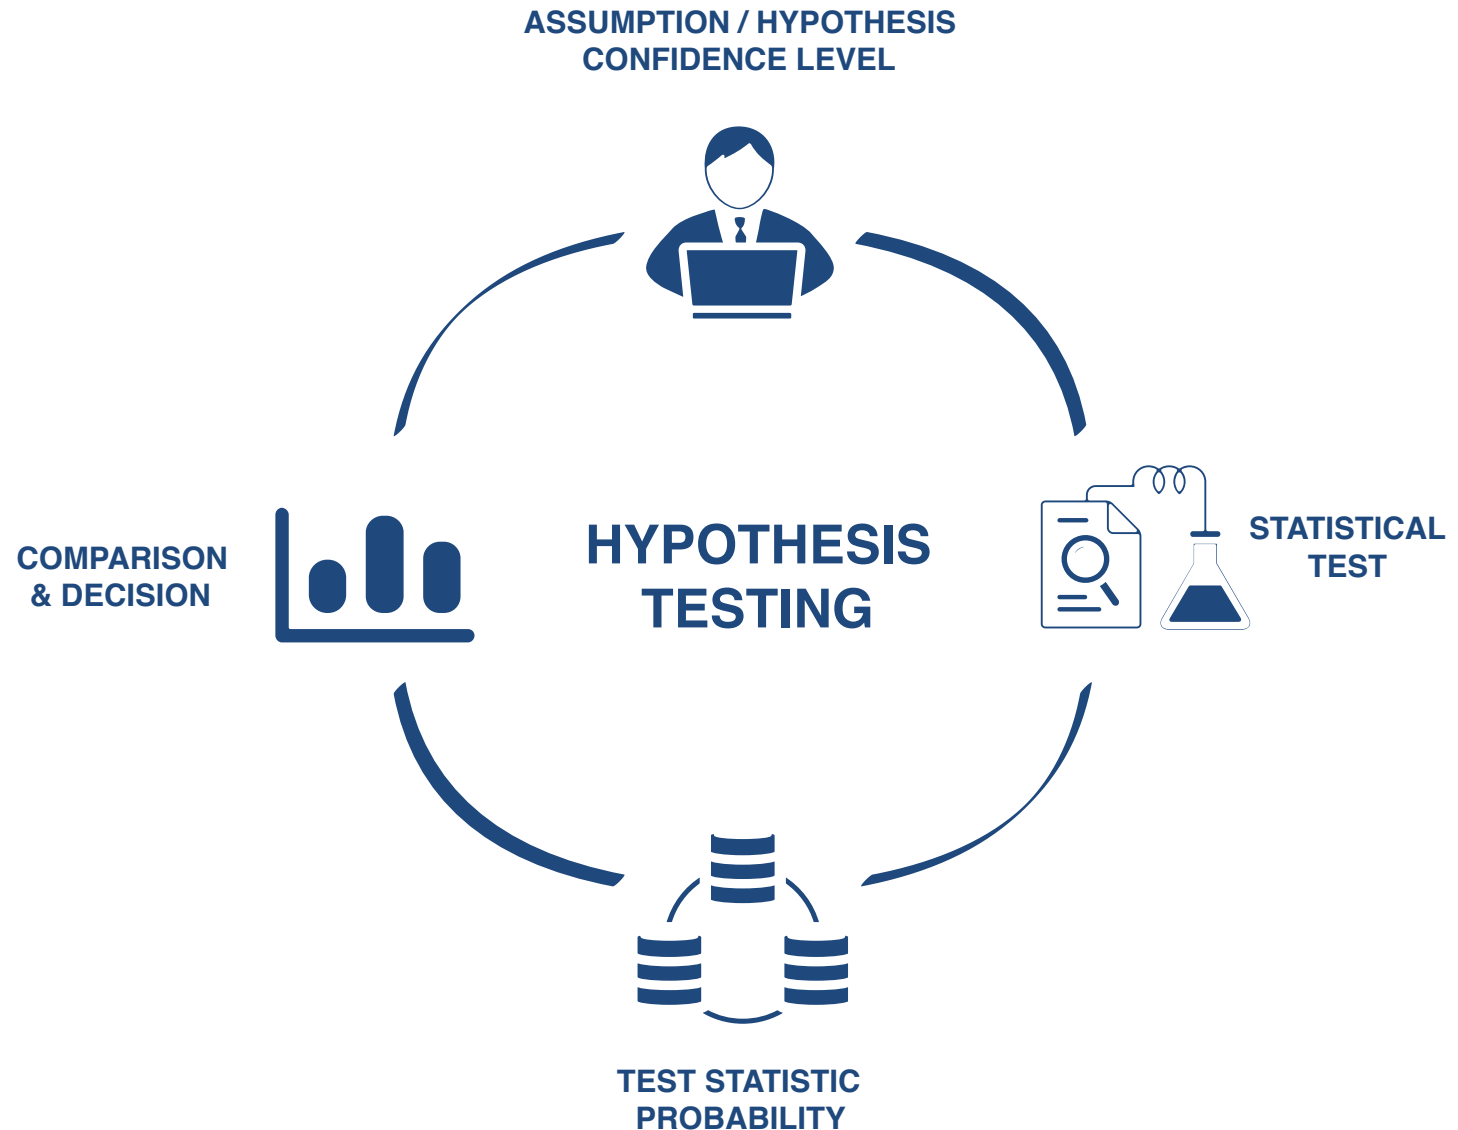 ASSUMPTION / HYPOTHESIS
CONFIDENCE LEVEL
HYPOTHESIS
TESTING
STATISTICAL
TEST
COMPARISON
& DECISION
TEST STATISTIC
PROBABILITY